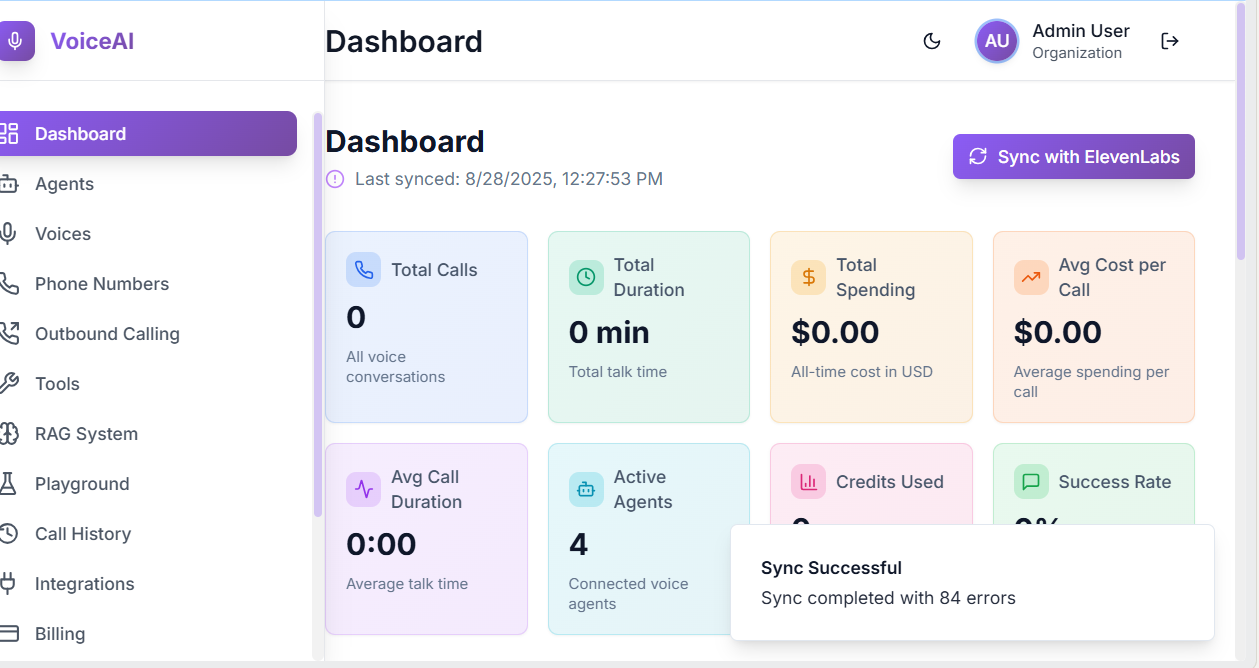 VoiceAI
Dashboard
AU
Admin User
Organization
Dashboard
Agents
Voices
Phone Numbers
Outbound Calling
Tools
RAG System
Playground
Call History
Integrations
Billing
Dashboard
Last synced: 8/28/2025, 12:27:53 PM
Sync with ElevenLabs
Total Calls
0
All voice
conversations
Total
Duration
0 min
Total talk time
Total
Spending
$0.00
All-time cost in USD
Avg Cost per
Call
$0.00
Average spending per
call
Avg Call
Duration
0:00
Average talk time
Active
Agents
4
Connected voice
agents
Credits Used
Success Rate
0%
Sync Successful
Sync completed with 84 errors